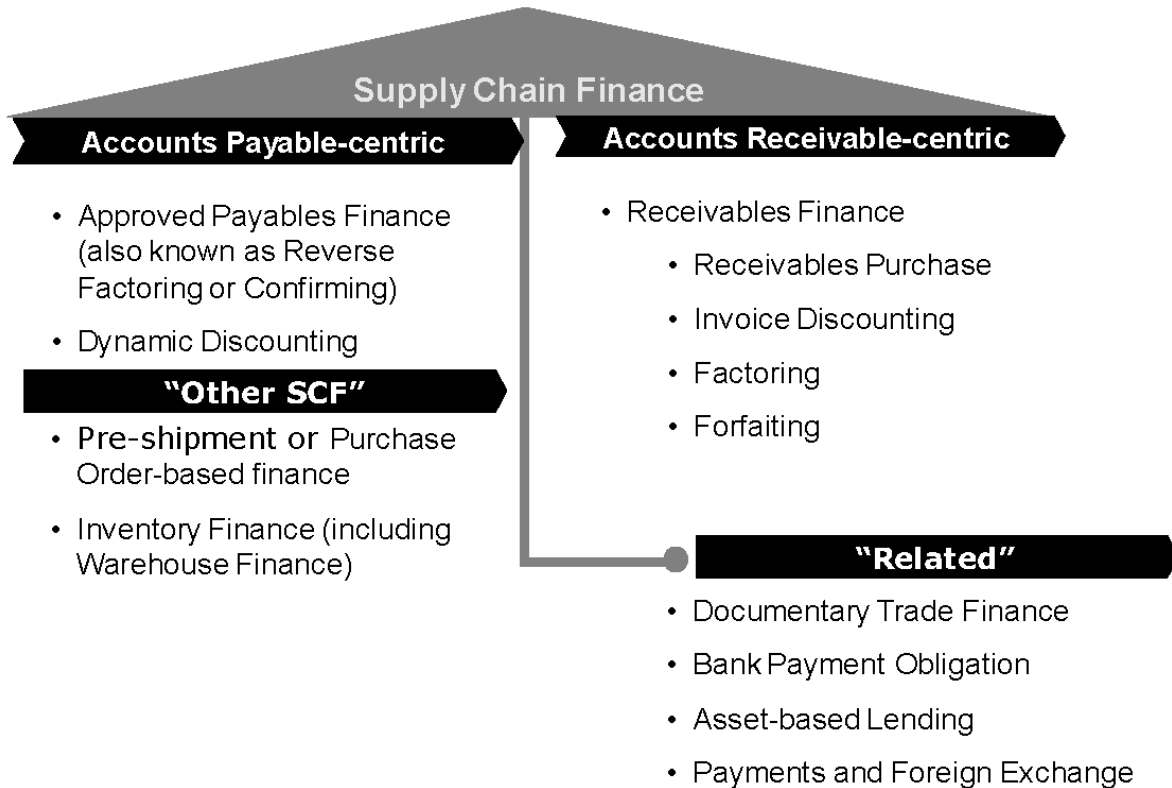 Supply Chain Finance
Accounts Payable-centric
• Approved Payables Finance
(also known as Reverse
Factoring or Confirming)
• Dynamic Discounting
“Other SCF”
• Pre-shipment or Purchase
Order-based finance
• Inventory Finance (including
Warehouse Finance)
Accounts Receivable-centric
• Receivables Finance
• Receivables Purchase
• Invoice Discounting
• Factoring
• Forfaiting
“Related”
• Documentary Trade Finance
• Bank Payment Obligation
• Asset-based Lending
• Payments and Foreign Exchange